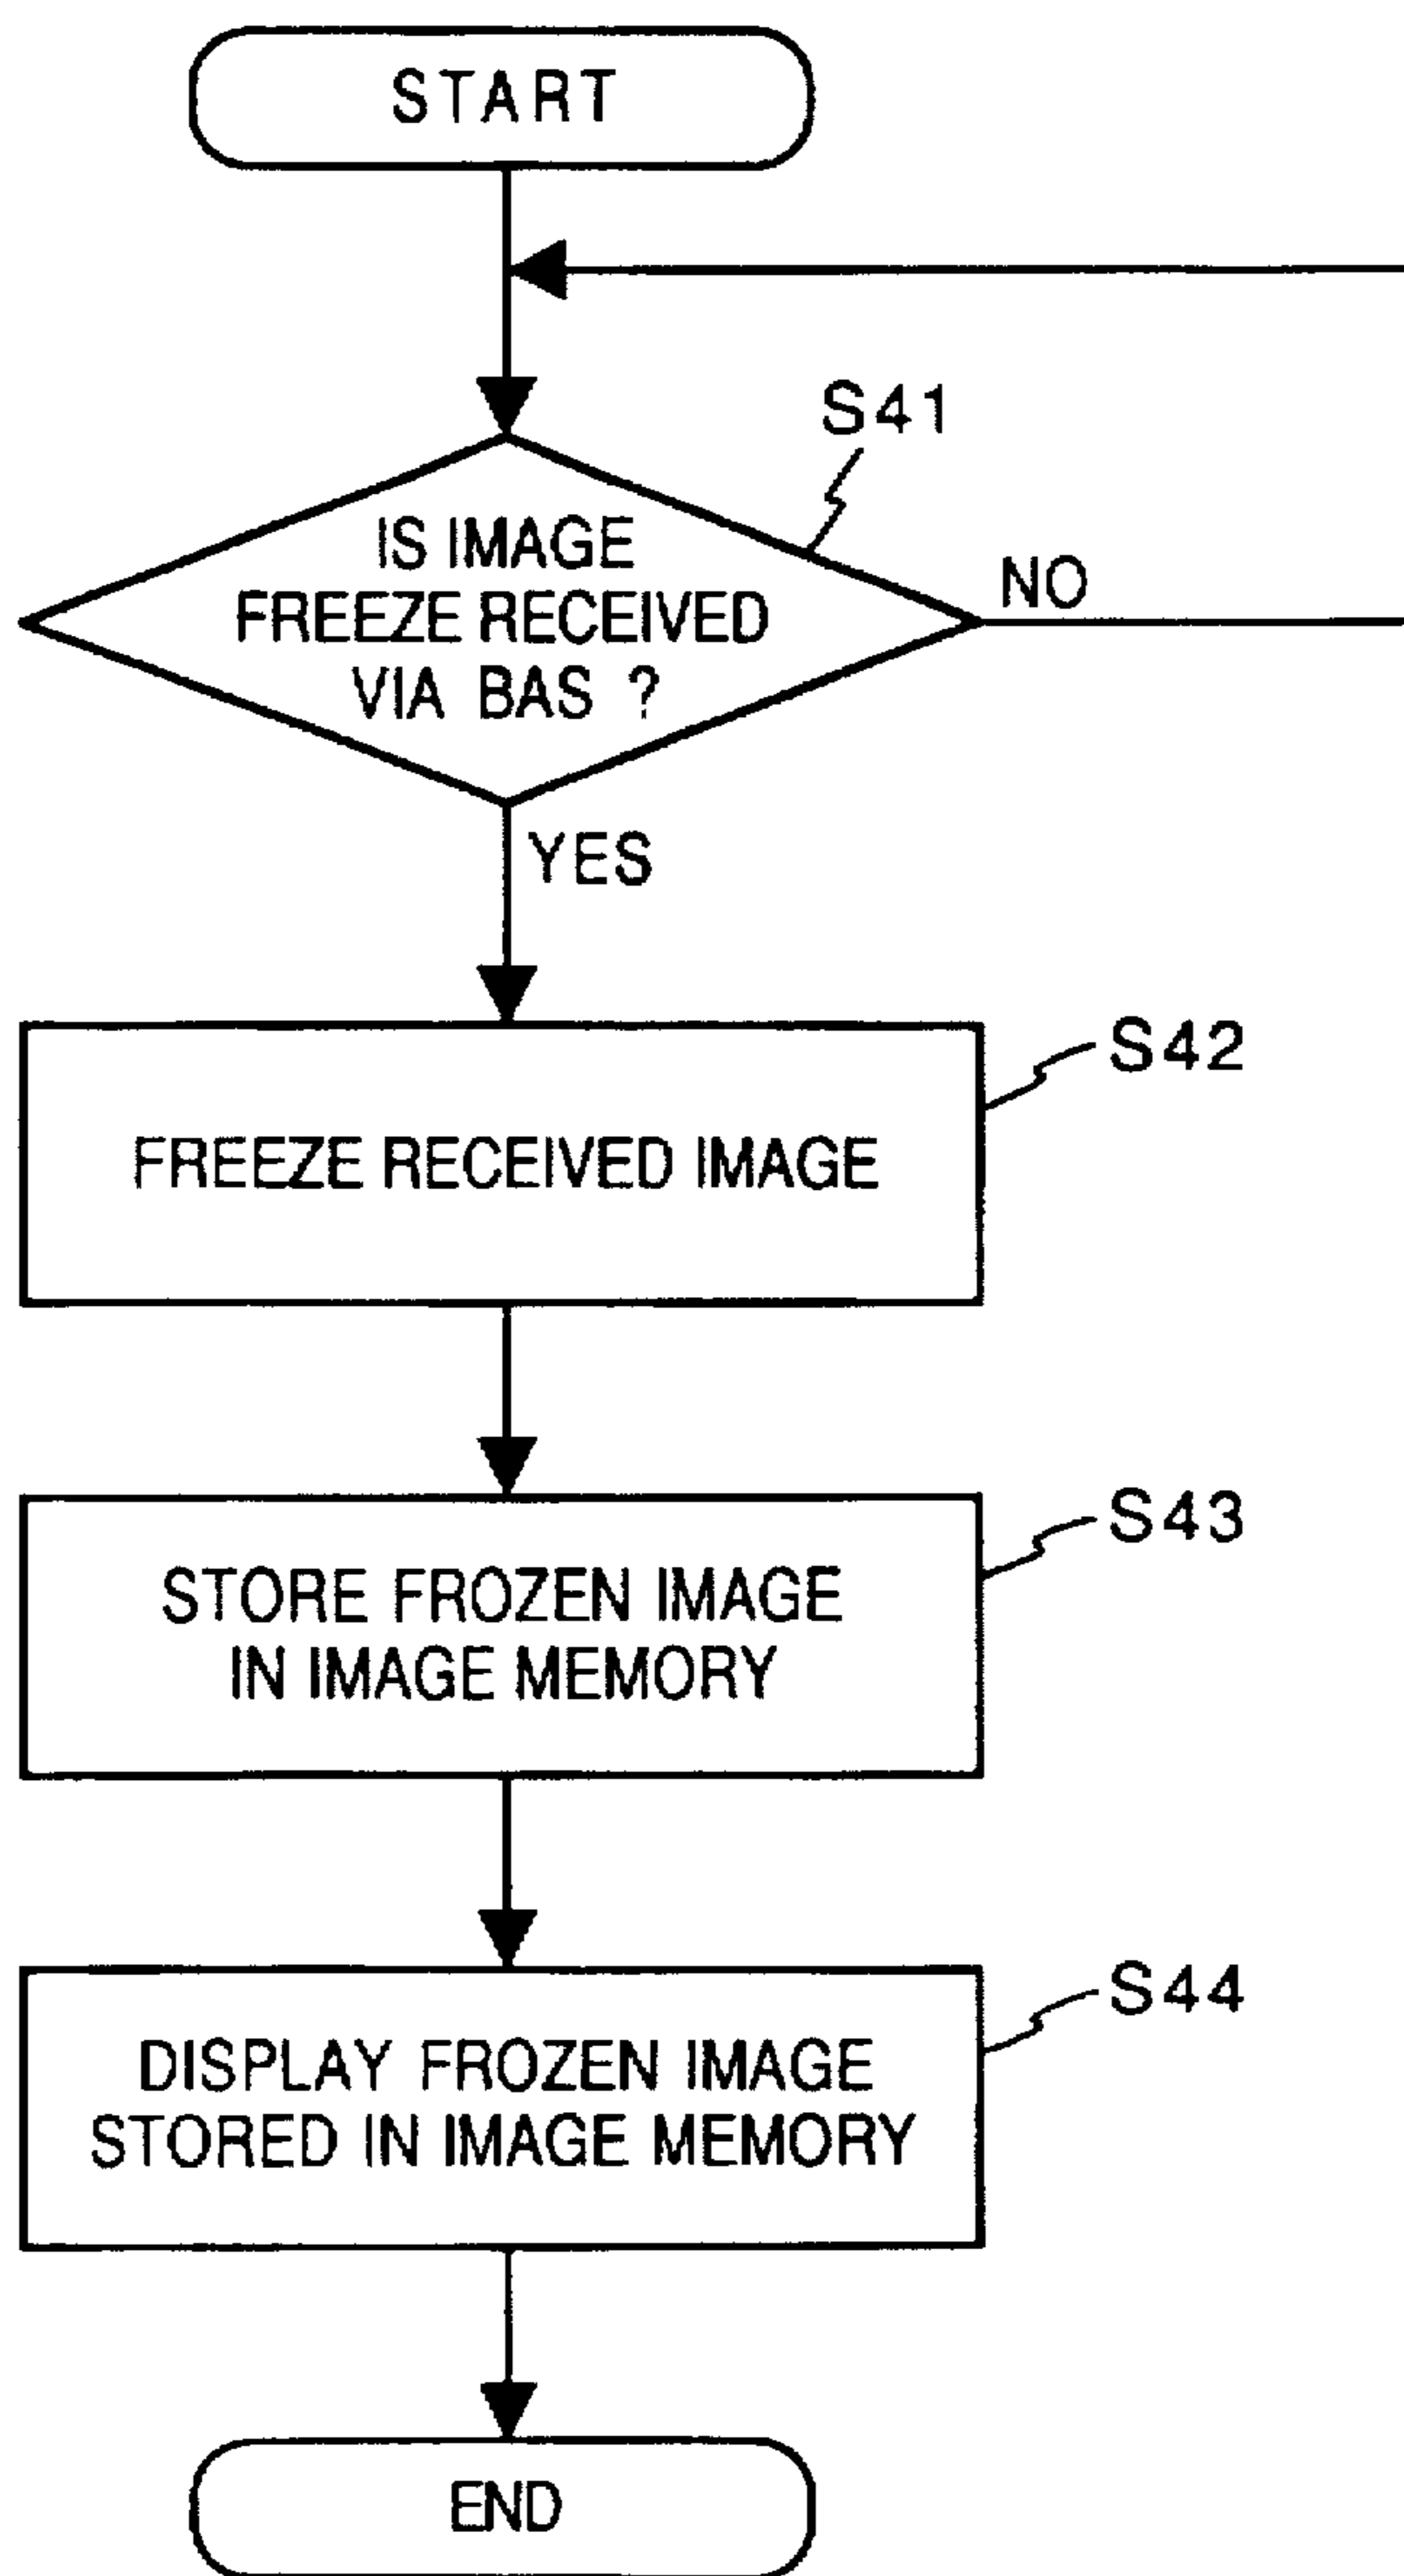 START
S41
IS IMAGE
FREEZE RECEIVED
VIA BAS ?
NO
YES
S42
FREEZE RECEIVED IMAGE
S43
STORE FROZEN IMAGE
IN IMAGE MEMORY
S44
DISPLAY FROZEN IMAGE
STORED IN IMAGE MEMORY
END